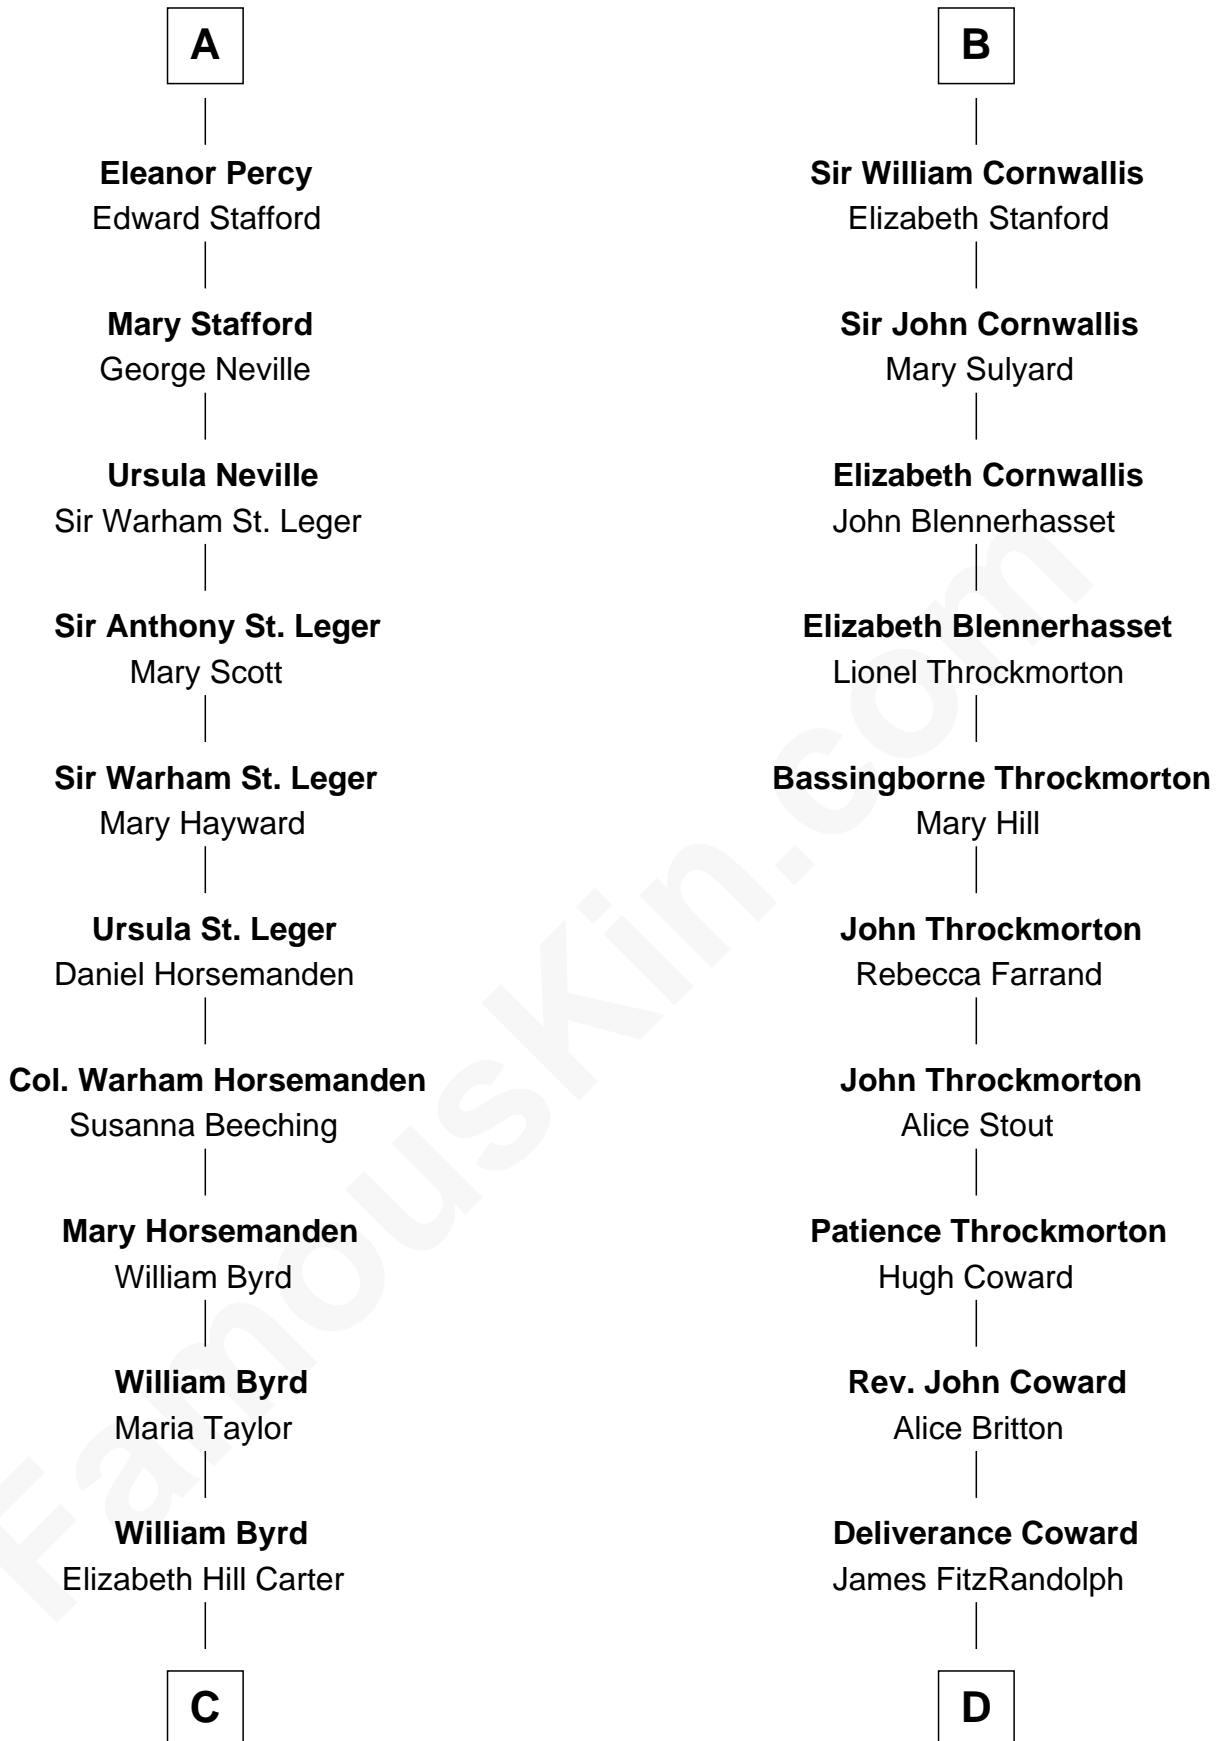 A
Eleanor Percy
Edward Stafford
Mary Stafford
George Neville
Ursula Neville
Sir Warham St. Leger
Sir Anthony St. Leger
Mary Scott
Sir Warham St. Leger
Mary Hayward
Ursula St. Leger
Daniel Horsemanden
Col. Warham Horsemanden
Susanna Beeching
Mary Horsemanden
William Byrd
William Byrd
Maria Taylor
William Byrd
Elizabeth Hill Carter
C
B
Sir William Cornwallis
Elizabeth Stanford
Sir John Cornwallis
Mary Sulyard
Elizabeth Cornwallis
John Blennerhasset
Elizabeth Blennerhasset
Lionel Throckmorton
Bassingborne Throckmorton
Mary Hill
John Throckmorton
Rebecca Farrand
John Throckmorton
Alice Stout
Patience Throckmorton
Hugh Coward
Rev. John Coward
Alice Britton
Deliverance Coward
James FitzRandolph
D
FamousKin.com